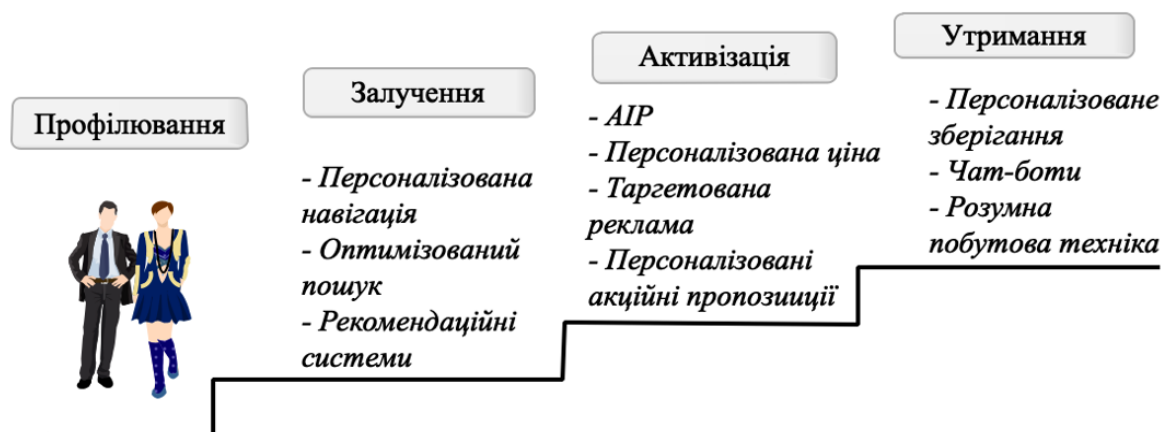 Профілювання
Залучення
- Персоналізована
навігація
- Оптимізований
пошук
- Рекомендаційні
системи
Активізація
- AIP
- Персоналізована ціна
- Таргетована
реклама
- Персоналізовані
акційні пропозииції
Утримання
- Персоналізоване
зберігання
- Чат-боти
- Розумна
побутова техніка